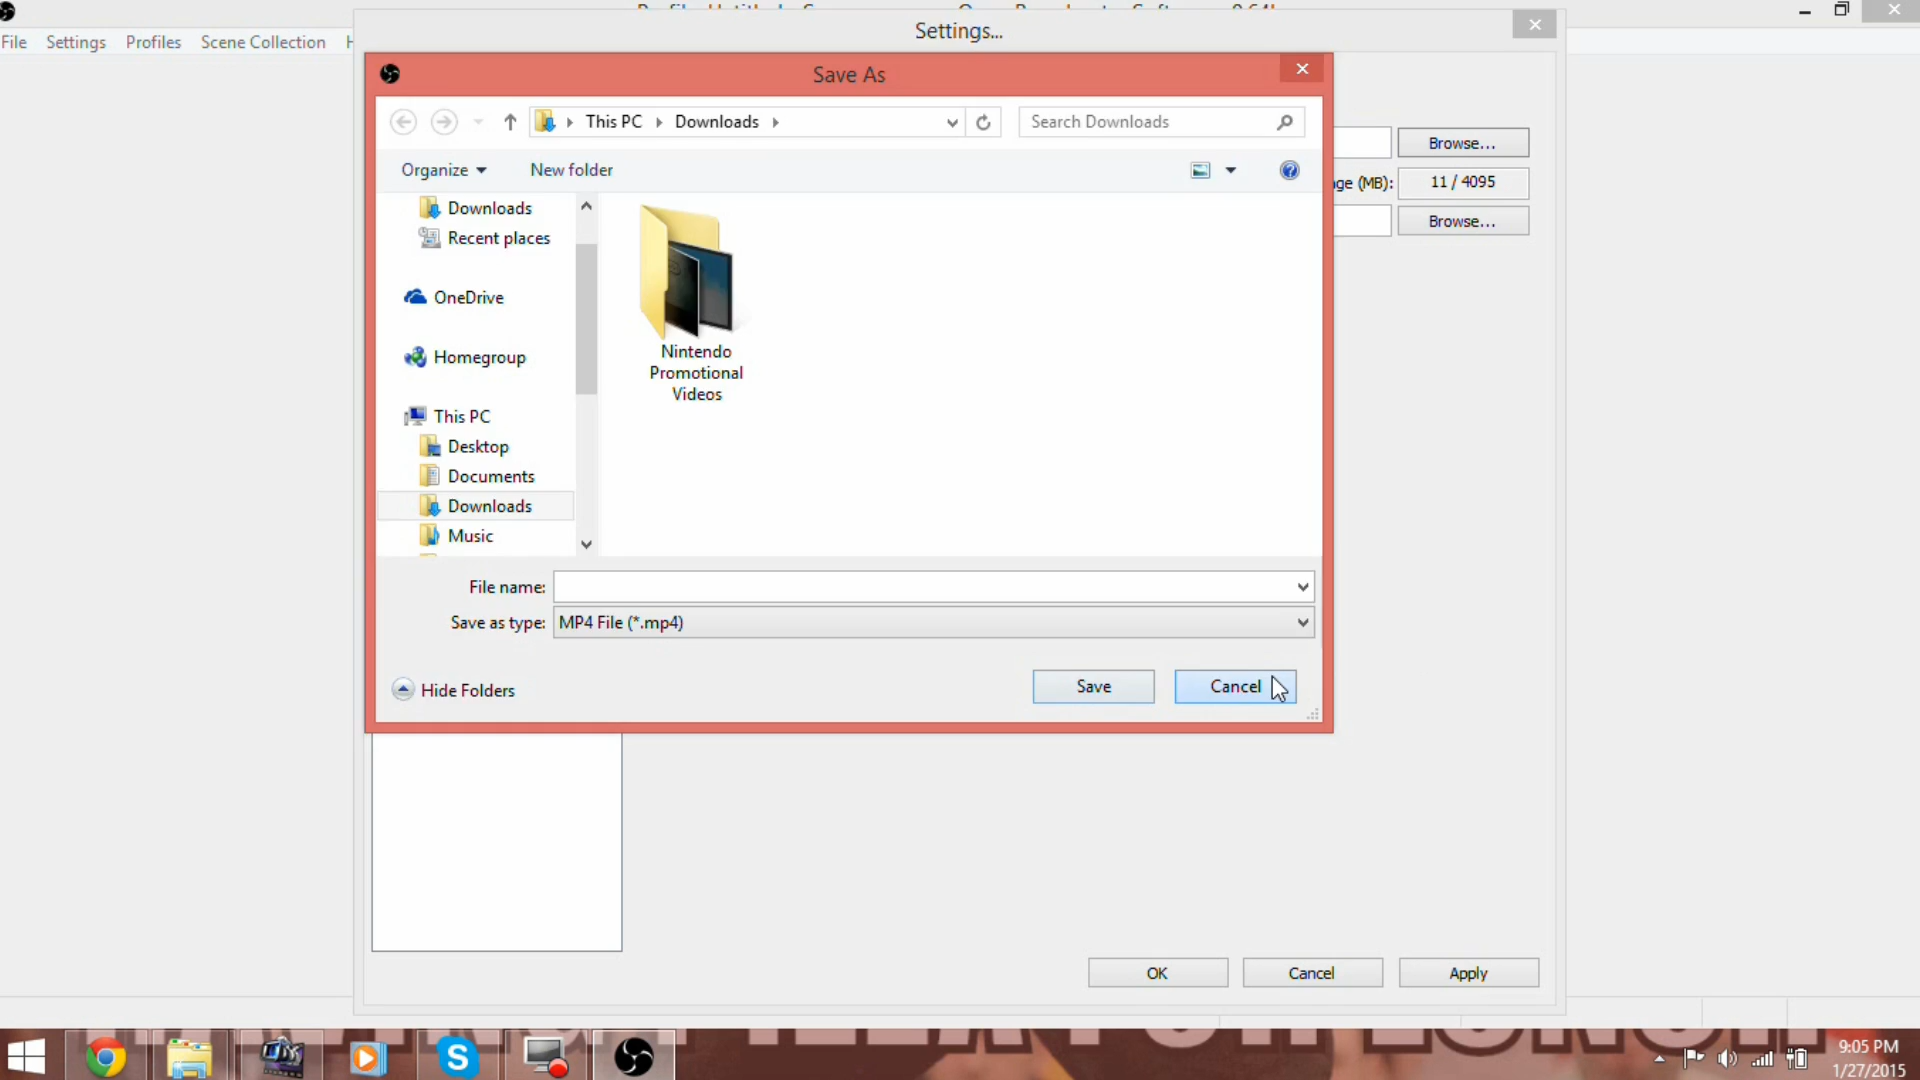 Settings...
File Settings Profiles Scene Collection
Save As
This PC Downloads Search Downloads
Browse...
Organize New folder
age (MB): 11 / 4095
Downloads
Browse...
Recent places
OneDrive
Homegroup
Nintendo
Promotional
Videos
This PC
Desktop
Documents
Downloads
Music
File name:
Save as type: MP4 File (*.mp4)
Hide Folders Save Cancel
OK Cancel Apply
9:05 PM
1/27/2015